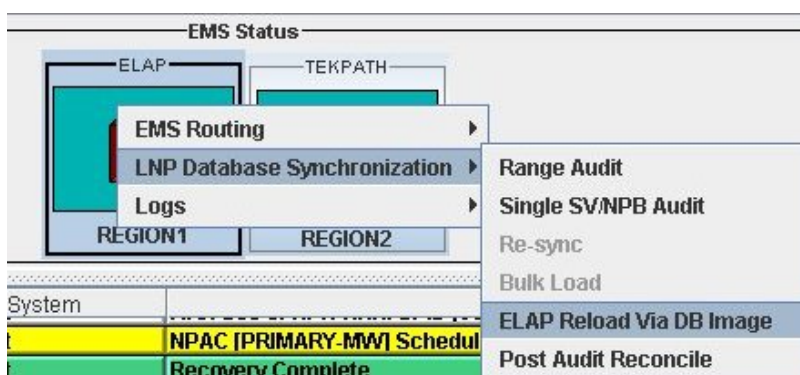 EMS Status
ELAP
TEKPATH
EMS Routing
LNP Database Synchronization
Logs
Range Audit
Single SV/NPB Audit
Re-sync
Bulk Load
ELAP Reload Via DB Image
Post Audit Reconcile
REGION1
REGION2
System
NPAC [PRIMARY-MW] Schedul
Recovery Complete